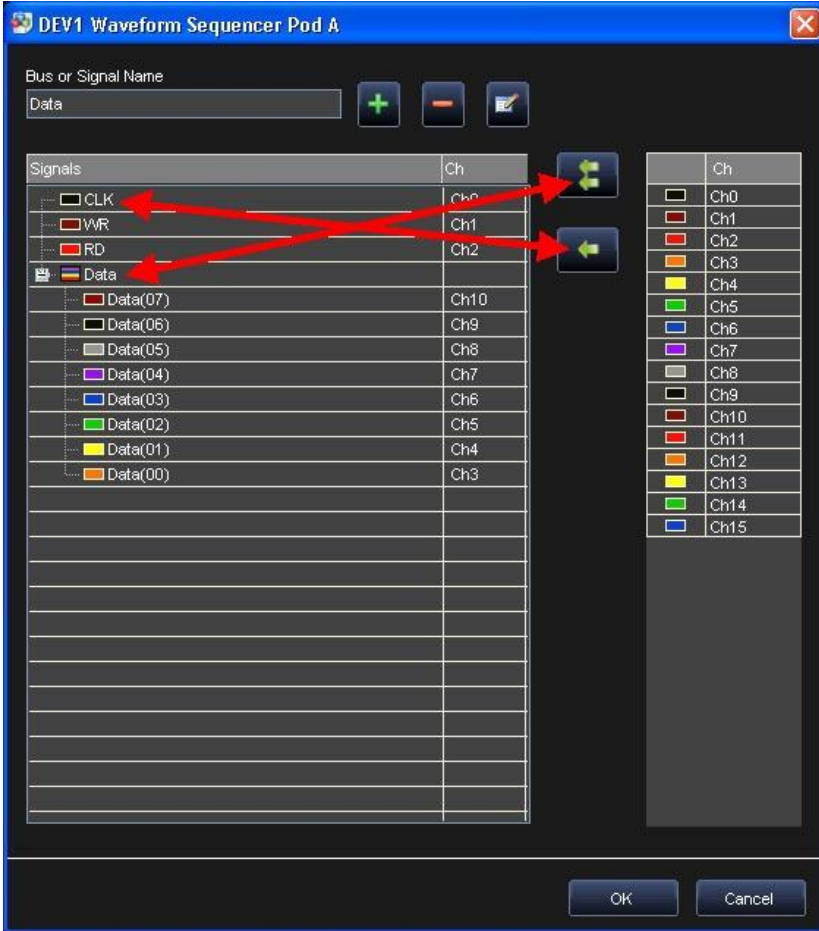 DEV1 Waveform Sequencer Pod A
Bus or Signal Name
Data
Signals Ch
CLK Ch0
WR Ch1
RD Ch2
Data
Data(07) Ch10
Data(06) Ch9
Data(05) Ch8
Data(04) Ch7
Data(03) Ch6
Data(02) Ch5
Data(01) Ch4
Data(00) Ch3
Ch
Ch0
Ch1
Ch2
Ch3
Ch4
Ch5
Ch6
Ch7
Ch8
Ch9
Ch10
Ch11
Ch12
Ch13
Ch14
Ch15
OK Cancel